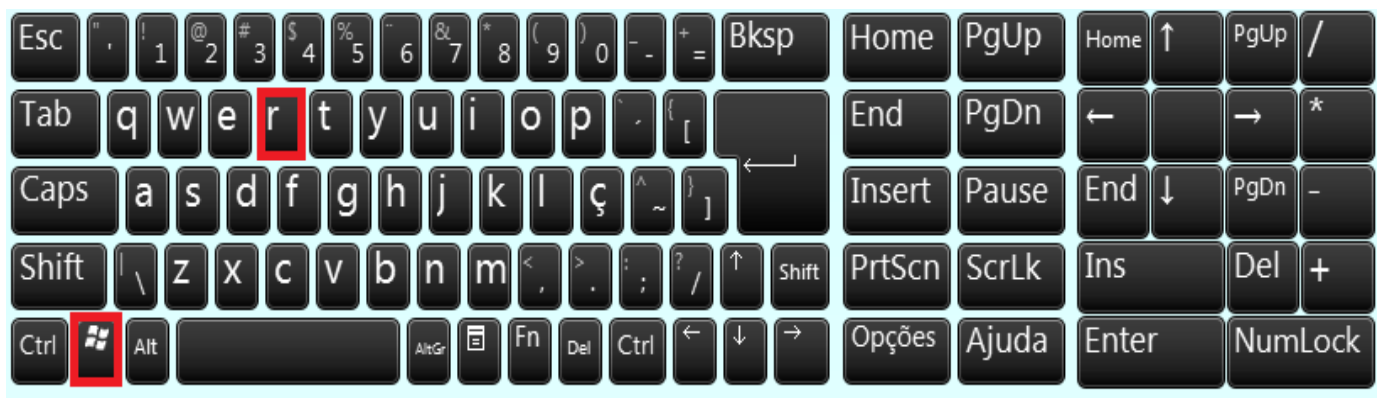 Esc " ' ! 1 @ 2 # 3 $ 4 % 5 ¨ 6 & 7 * 8 ( 9 ) 0 _ - + = Bksp Home PgUp Home ↑ PgUp /
Tab q w e r t y u i o p ` ´ { [ End PgDn ← → *
Caps a s d f g h j k l ç ^ ~ } ] Insert Pause End ↓ PgDn -
Shift | \ z x c v b n m < , > . : ; ? / ↑ Shift PrtScn ScrLk Ins Del +
Ctrl Alt AltGr Fn Del Ctrl ← ↓ → Opções Ajuda Enter NumLock